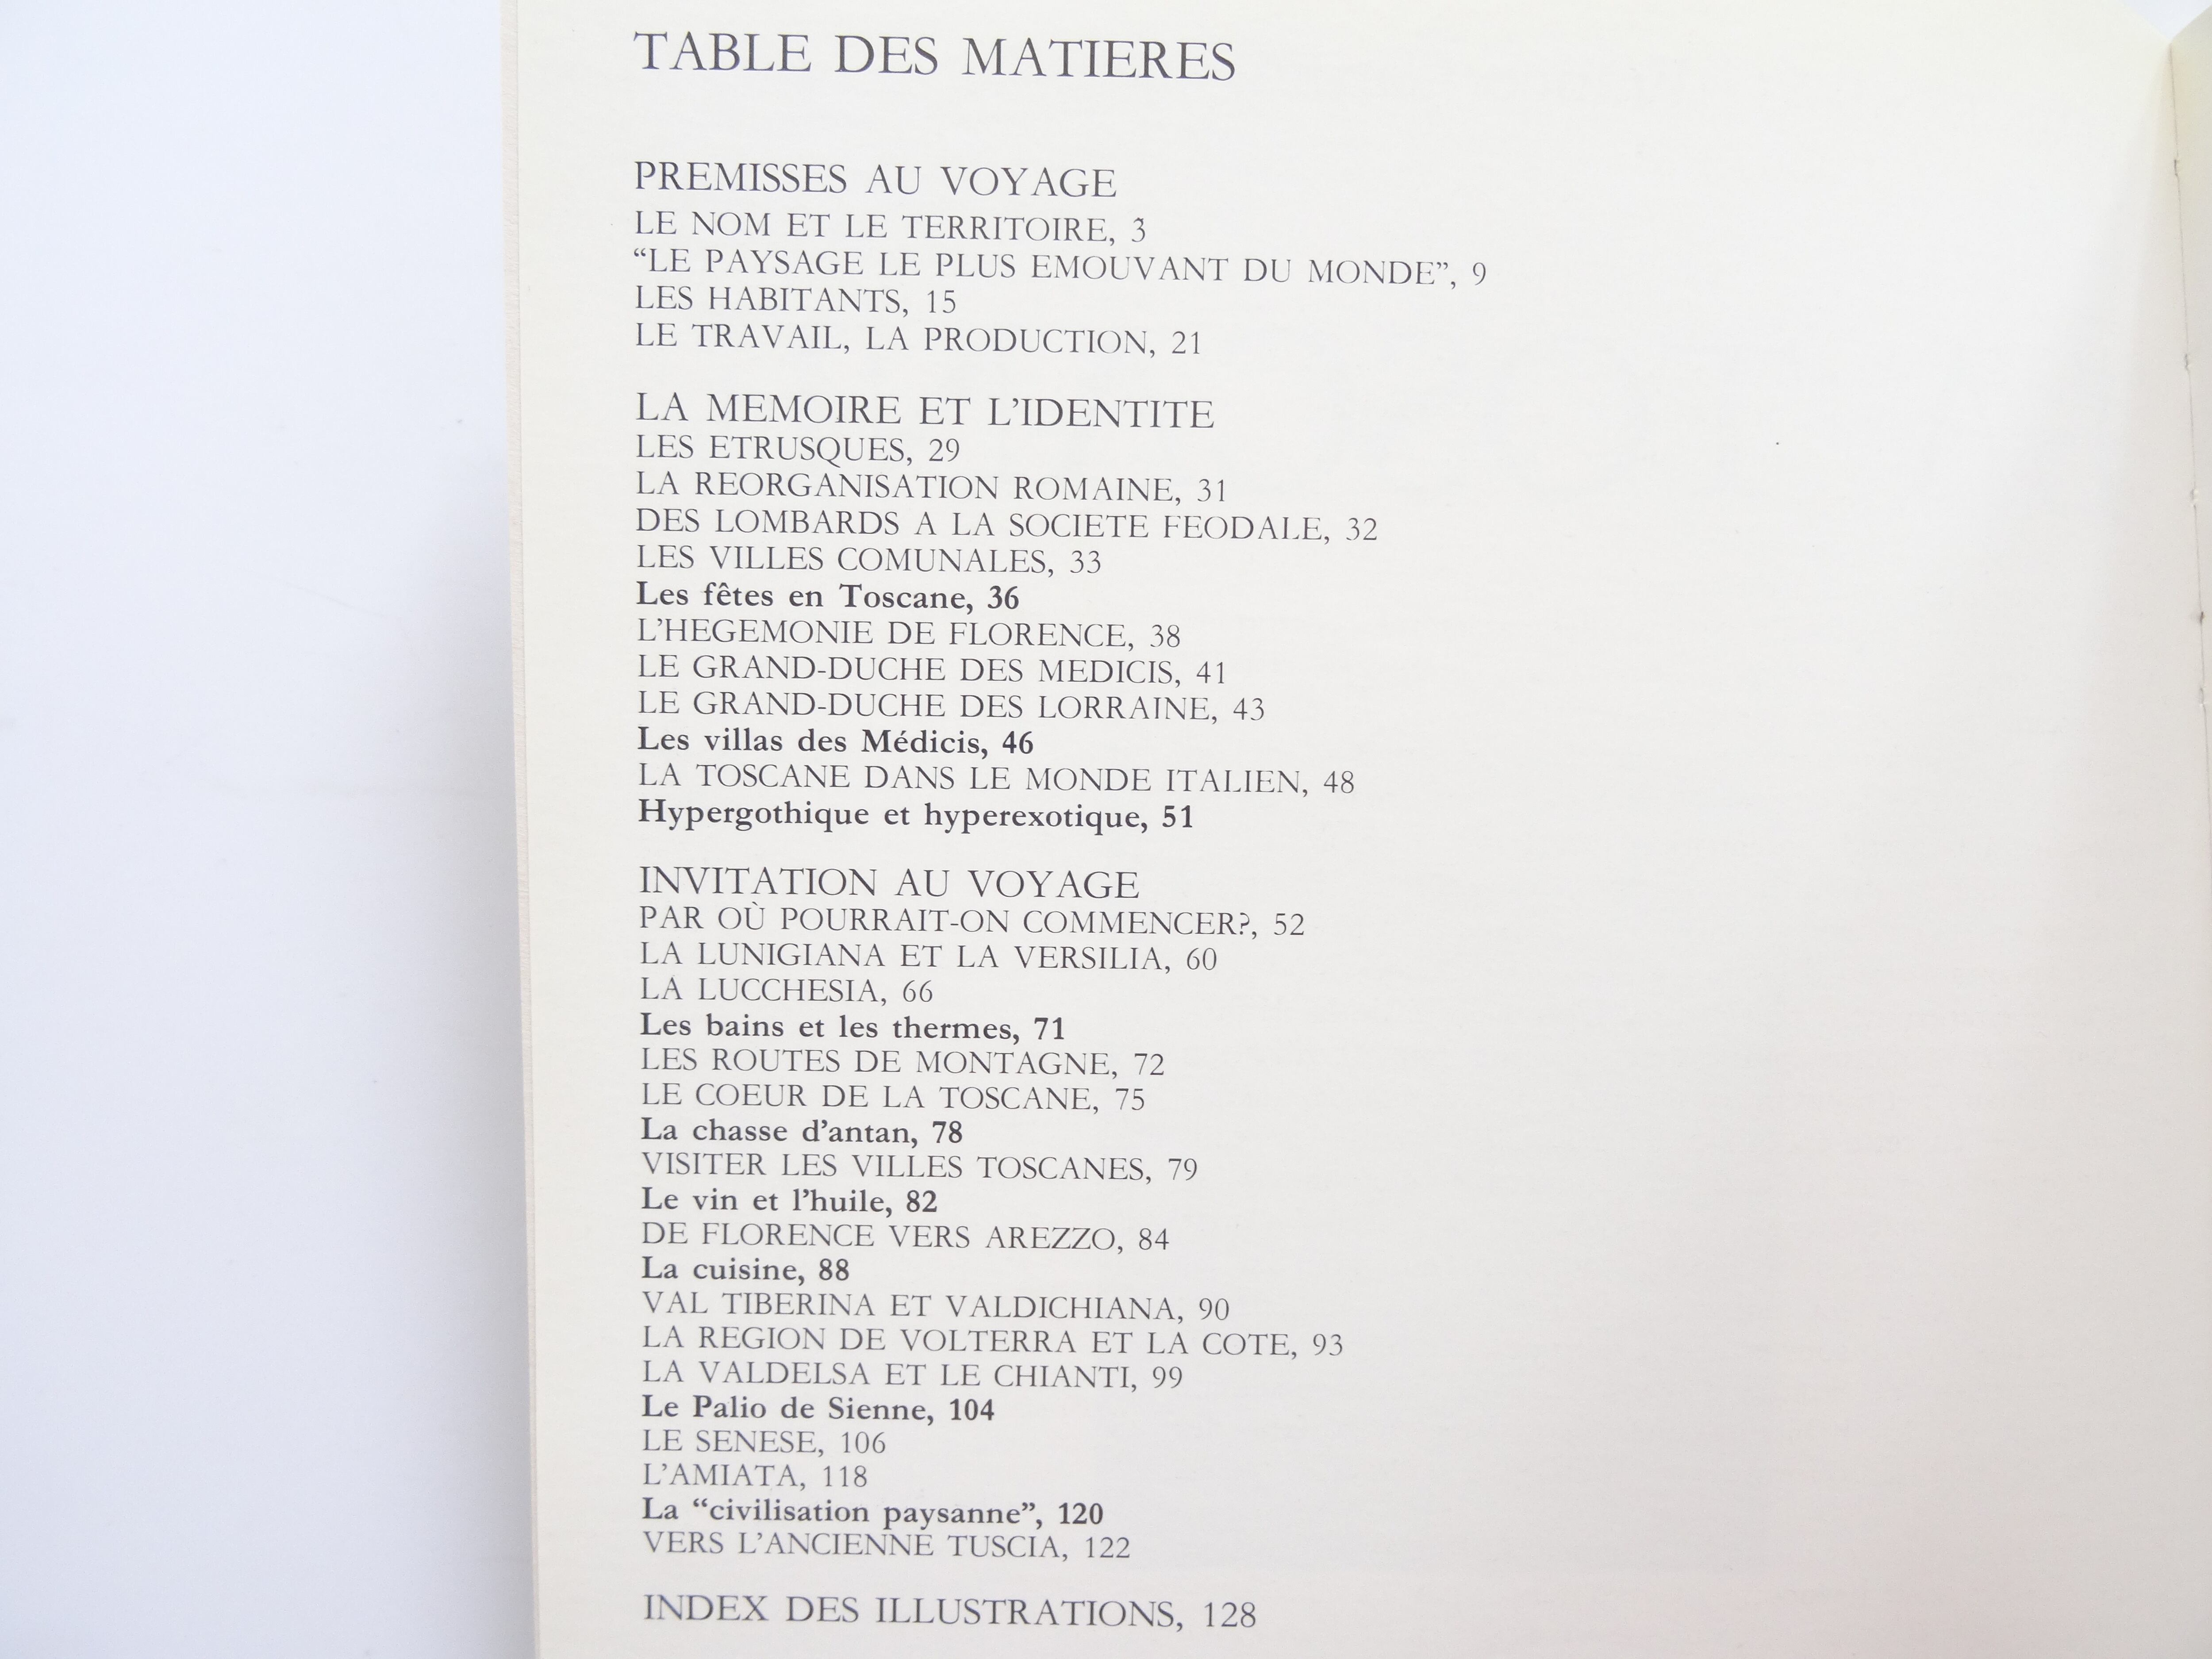 TABLE DES MATIERES
PREMISSES AU VOYAGE
LE NOM ET LE TERRITOIRE, 3
“LE PAYSAGE LE PLUS EMOUVANT DU MONDE”, 9
LES HABITANTS, 15
LE TRAVAIL, LA PRODUCTION, 21
LA MEMOIRE ET L’IDENTITE
LES ETRUSQUES, 29
LA REORGANISATION ROMAINE, 31
DES LOMBARDS A LA SOCIETE FEODALE, 32
LES VILLES COMUNALES, 33
Les fêtes en Toscane, 36
L’HEGEMONIE DE FLORENCE, 38
LE GRAND-DUCHE DES MEDICIS, 41
LE GRAND-DUCHE DES LORRAINE, 43
Les villas des Médicis, 46
LA TOSCANE DANS LE MONDE ITALIEN, 48
Hypergothique et hyperexotique, 51
INVITATION AU VOYAGE
PAR OÙ POURRAIT-ON COMMENCER?, 52
LA LUNIGIANA ET LA VERSILIA, 60
LA LUCCHESIA, 66
Les bains et les thermes, 71
LES ROUTES DE MONTAGNE, 72
LE COEUR DE LA TOSCANE, 75
La chasse d’antan, 78
VISITER LES VILLES TOSCANES, 79
Le vin et l’huile, 82
DE FLORENCE VERS AREZZO, 84
La cuisine, 88
VAL TIBERINA ET VALDICHIANA, 90
LA REGION DE VOLTERRA ET LA COTE, 93
LA VALDELSA ET LE CHIANTI, 99
Le Palio de Sienne, 104
LE SENESE, 106
L’AMIATA, 118
La “civilisation paysanne”, 120
VERS L’ANCIENNE TUSCIA, 122
INDEX DES ILLUSTRATIONS, 128